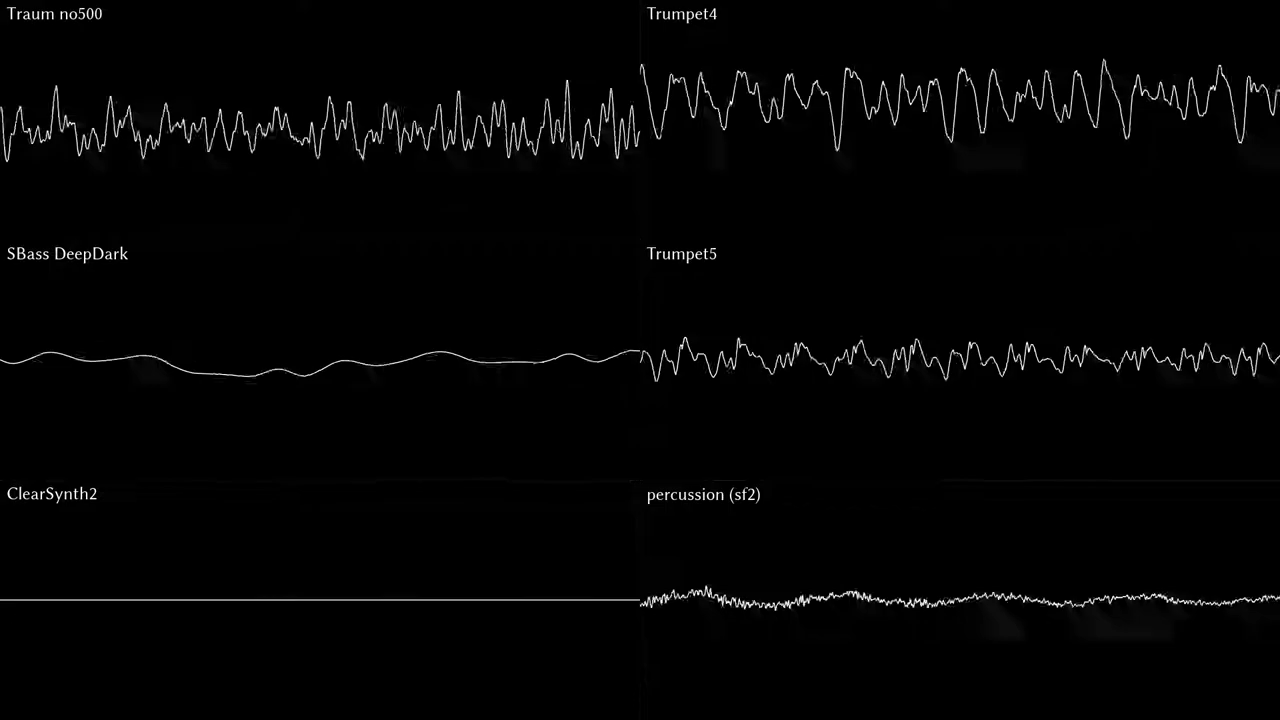 Traum no500
Trumpet4
SBass DeepDark
Trumpet5
ClearSynth2
percussion (sf2)